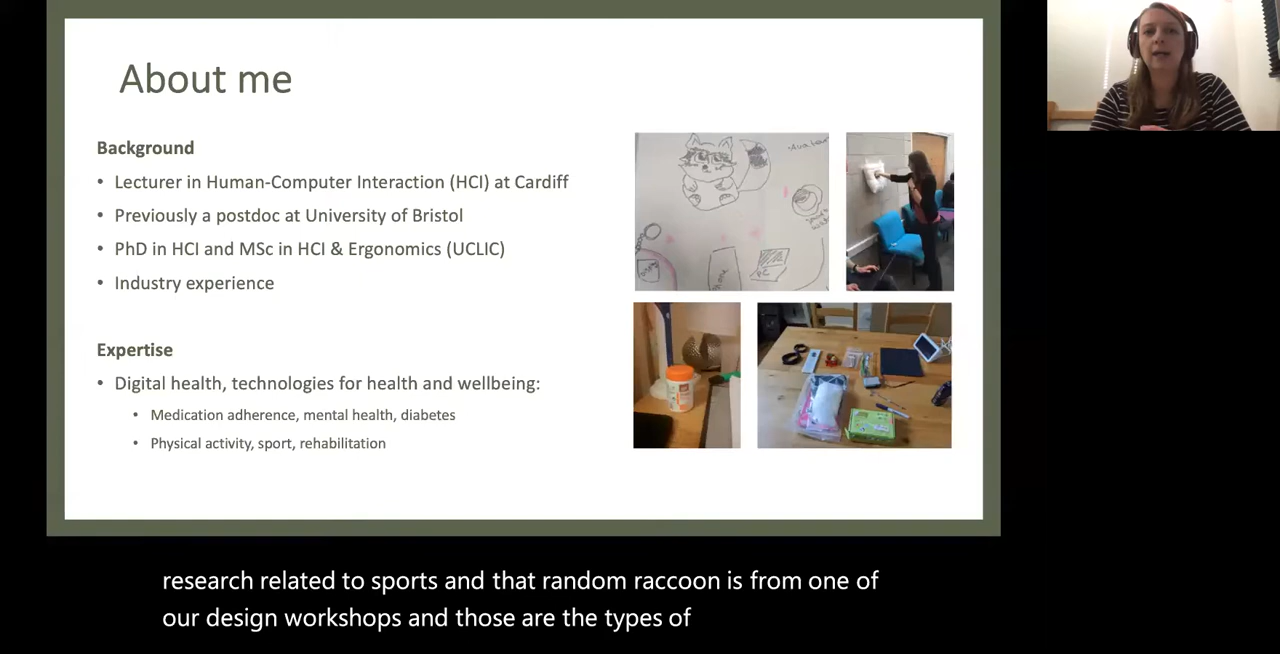 About me
Background
• Lecturer in Human-Computer Interaction (HCI) at Cardiff
• Previously a postdoc at University of Bristol
• PhD in HCI and MSc in HCI & Ergonomics (UCLIC)
• Industry experience
Expertise
• Digital health, technologies for health and wellbeing:
• Medication adherence, mental health, diabetes
• Physical activity, sport, rehabilitation
Avatar
phone
PC
research related to sports and that random raccoon is from one of
our design workshops and those are the types of